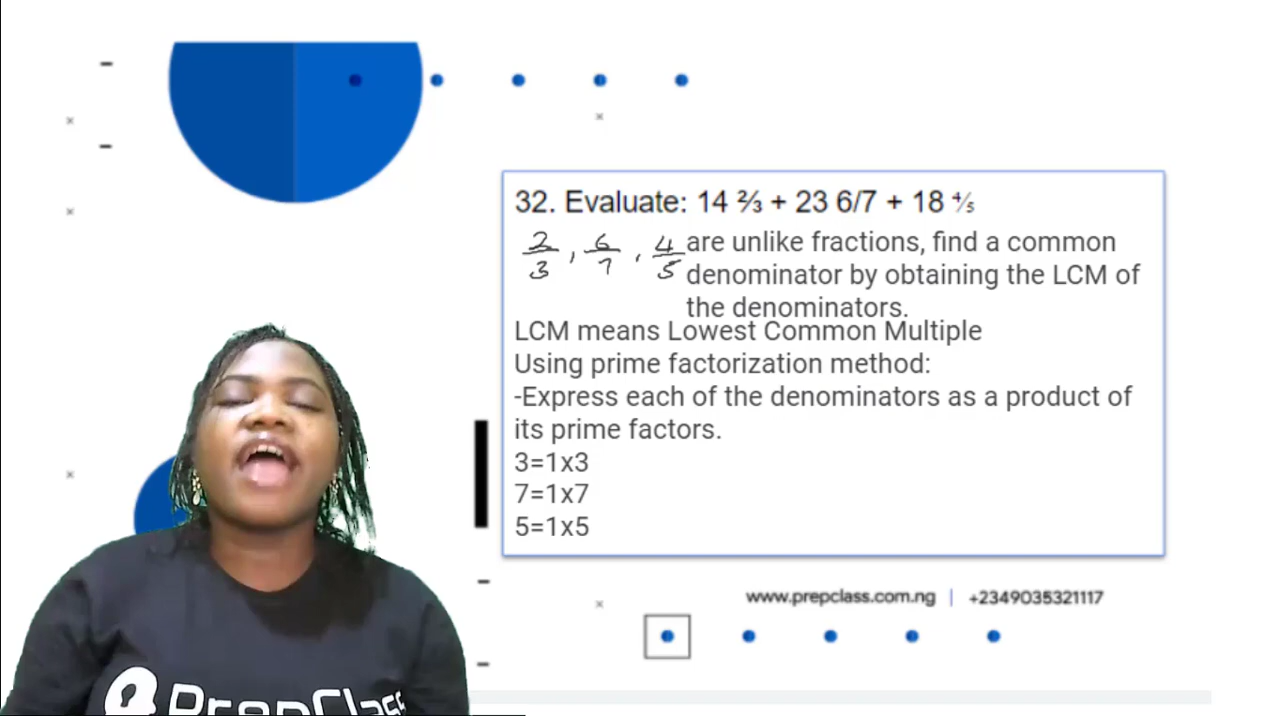 32. Evaluate: 14 ⅔ + 23 6/7 + 18 ⅘
2/3 , 6/7 , 4/5 are unlike fractions, find a common
denominator by obtaining the LCM of
the denominators.
LCM means Lowest Common Multiple
Using prime factorization method:
-Express each of the denominators as a product of
its prime factors.
3=1x3
7=1x7
5=1x5
www.prepclass.com.ng | +2349035321117
PrepClass